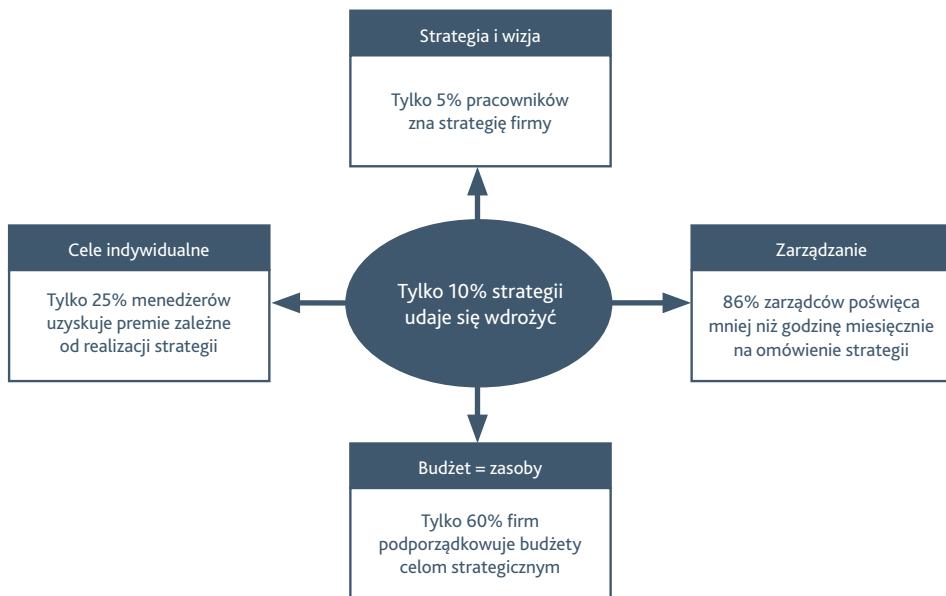 Strategia i wizja
Tylko 5% pracowników
zna strategię firmy
Cele indywidualne
Tylko 25% menedżerów
uzyskuje premie zależne
od realizacji strategii
Tylko 10% strategii
udaje się wdrożyć
Zarządzanie
86% zarządców poświęca
mniej niż godzinę miesięcznie
na omówienie strategii
Budżet = zasoby
Tylko 60% firm
podporządkowuje budżety
celom strategicznym